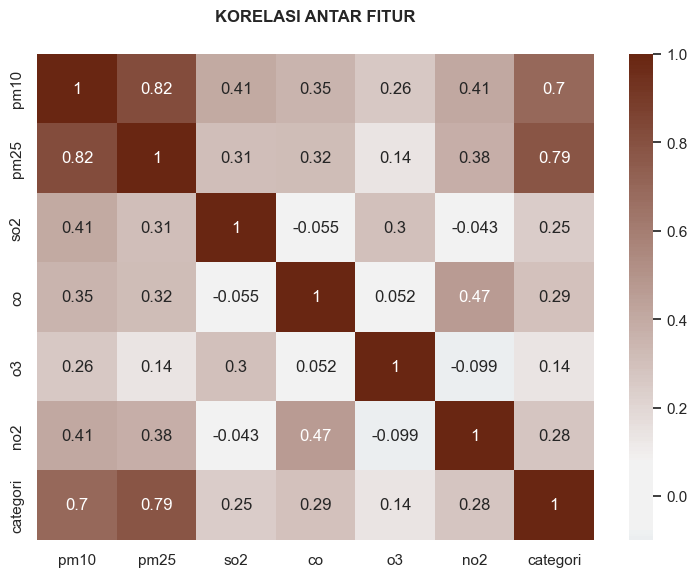 KORELASI ANTAR FITUR
pm10 1 0.82 0.41 0.35 0.26 0.41 0.7
pm25 0.82 1 0.31 0.32 0.14 0.38 0.79
so2 0.41 0.31 1 -0.055 0.3 -0.043 0.25
co 0.35 0.32 -0.055 1 0.052 0.47 0.29
o3 0.26 0.14 0.3 0.052 1 -0.099 0.14
no2 0.41 0.38 -0.043 0.47 -0.099 1 0.28
categori 0.7 0.79 0.25 0.29 0.14 0.28 1
pm10 pm25 so2 co o3 no2 categori
1.0
0.8
0.6
0.4
0.2
0.0